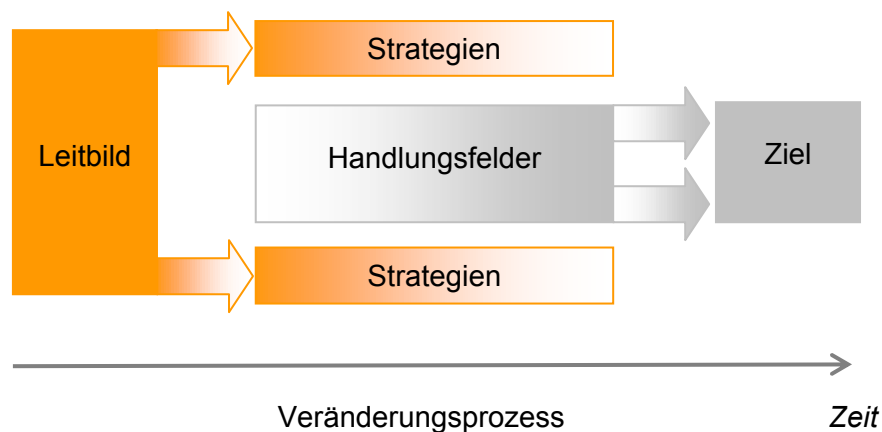 Strategien
Leitbild
Handlungsfelder
Ziel
Strategien
Veränderungsprozess
Zeit